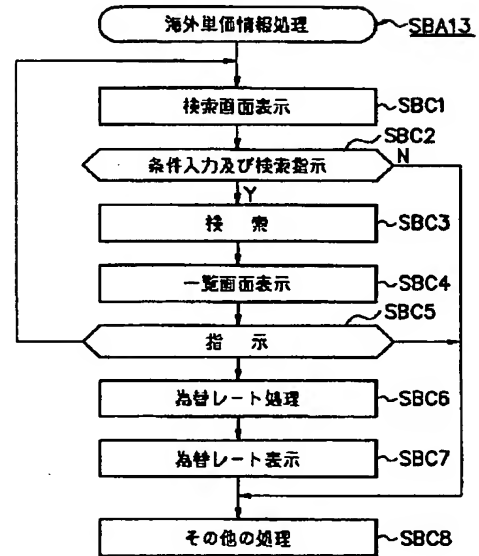 海外単価情報処理 SBA13
検索画面表示 SBC1
SBC2
条件入力及び検索指示 N
Y
検 索 SBC3
一覧画面表示 SBC4
SBC5
指 示
為替レート処理 SBC6
為替レート表示 SBC7
その他の処理 SBC8